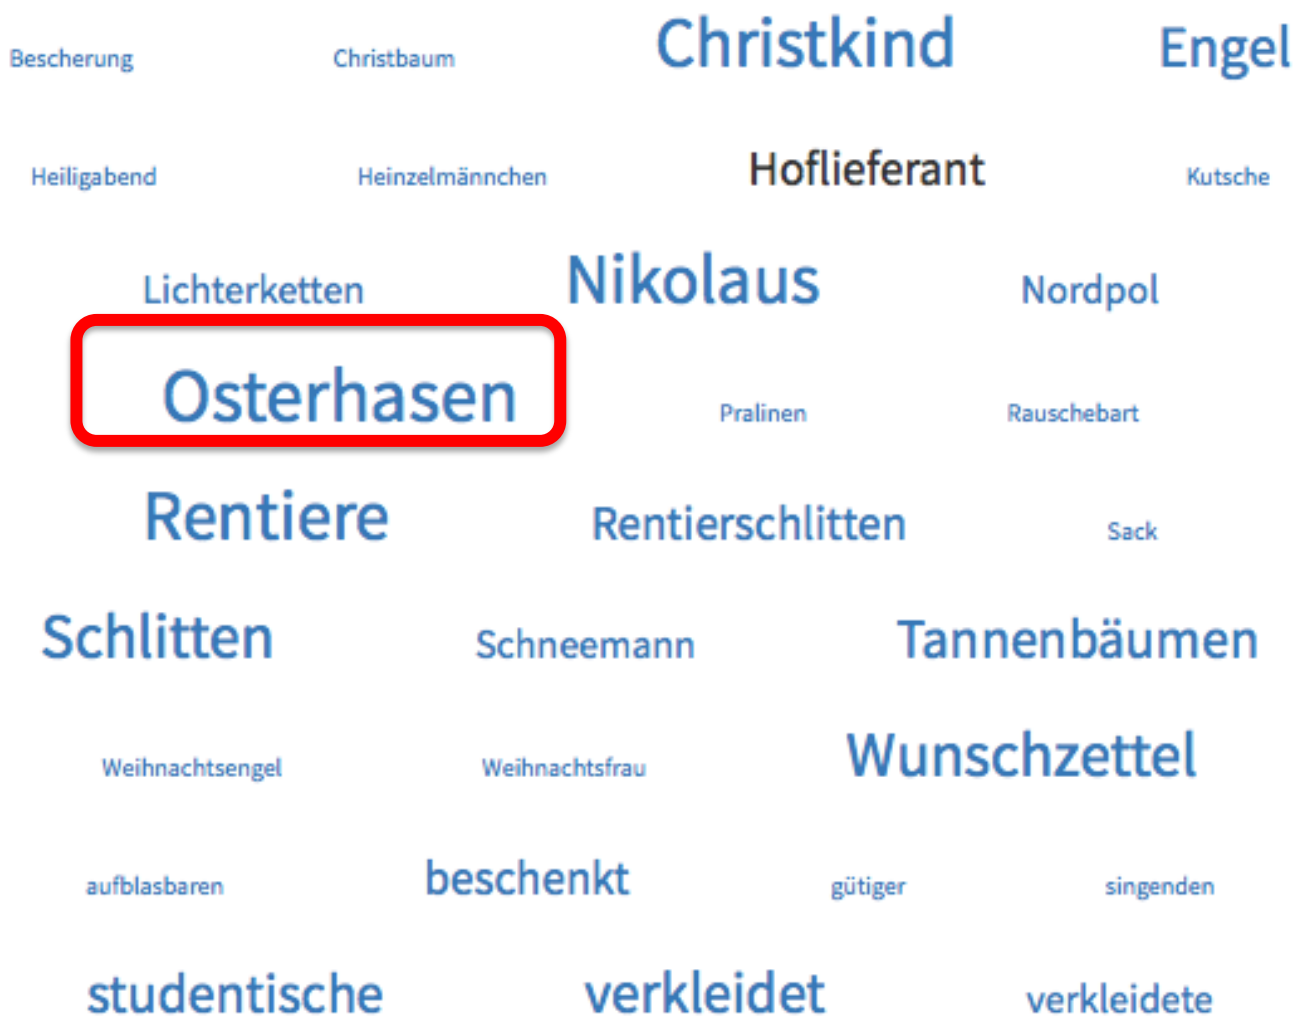 Bescherung Christbaum Christkind Engel
Heiligabend Heinzelmännchen Hoflieferant Kutsche
Lichterketten Nikolaus Nordpol
Osterhasen Pralinen Rauschebart
Rentiere Rentierschlitten Sack
Schlitten Schneemann Tannenbäumen
Weihnachtsengel Weihnachtsfrau Wunschzettel
aufblasbaren beschenkt gütiger singenden
studentische verkleidet verkleidete